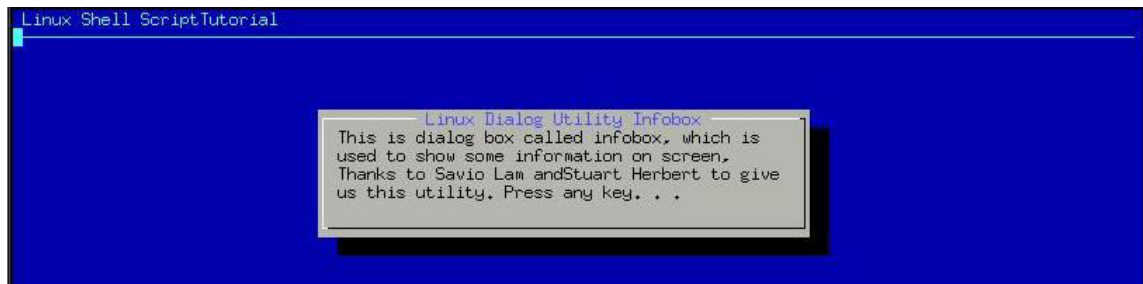 Linux Shell ScriptTutorial
Linux Dialog Utility Infobox
This is dialog box called infobox, which is
used to show some information on screen,
Thanks to Savio Lam andStuart Herbert to give
us this utility. Press any key. . .